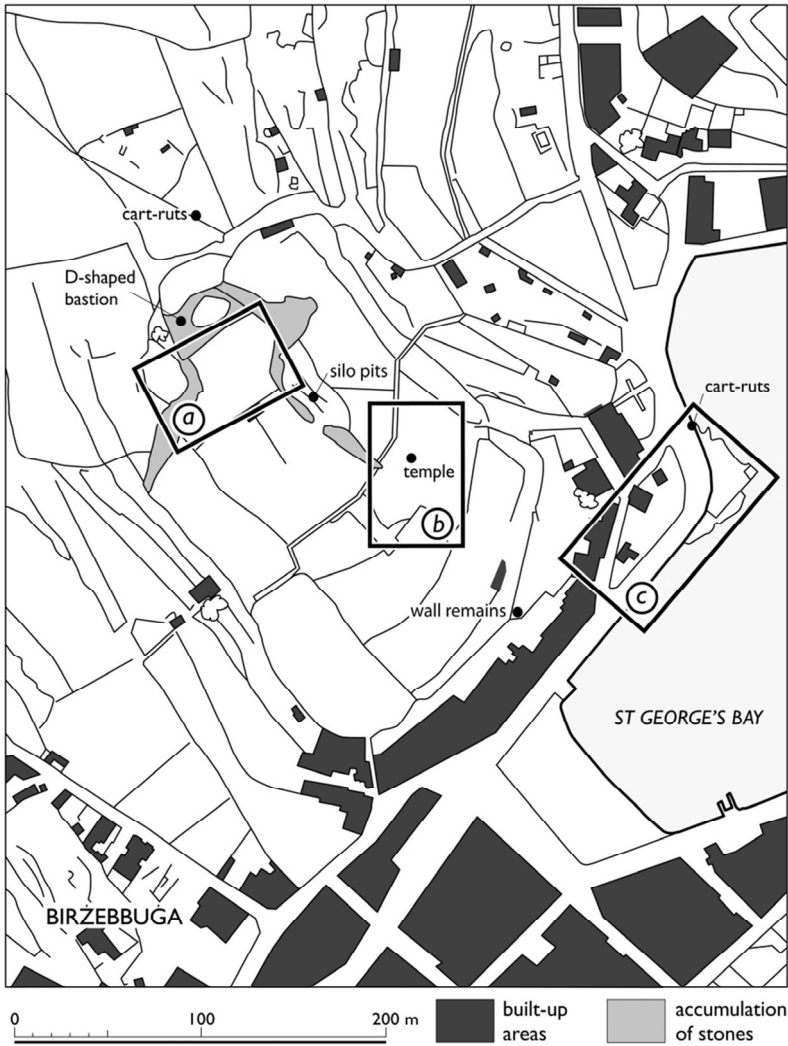 cart-ruts
D-shaped
bastion
silo pits
cart-ruts
a
temple
b
wall remains
c
ST GEORGE'S BAY
BIRŻEBBUGA
0 100 200 m
built-up
areas
accumulation
of stones